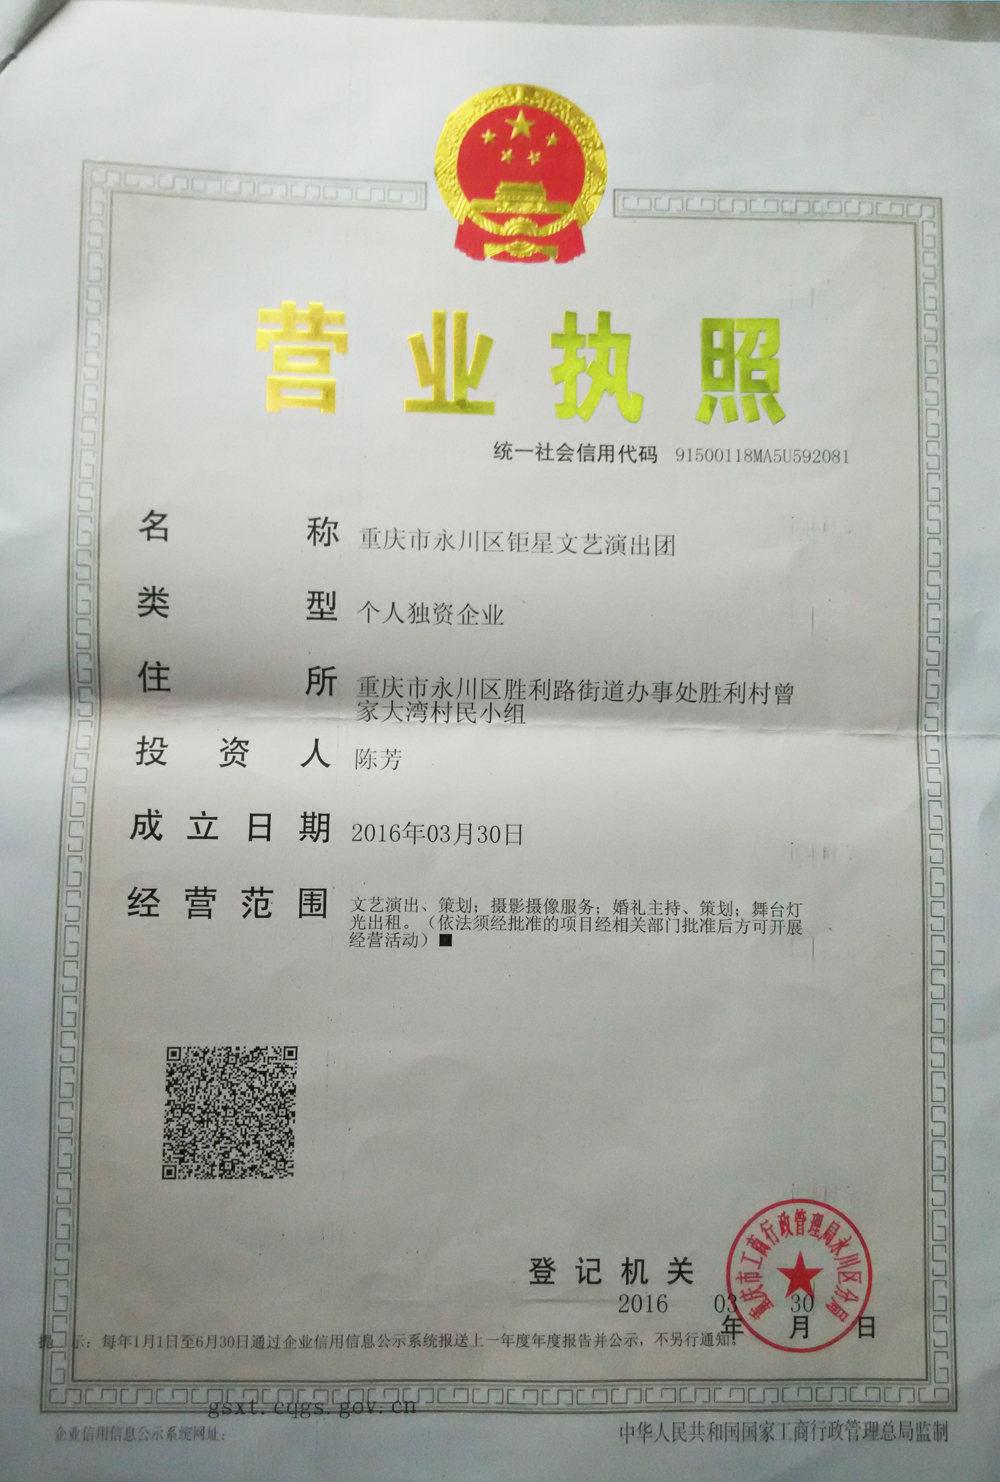 营业执照
统一社会信用代码 91500118MA5U592081
名称 重庆市永川区钜星文艺演出团
类型 个人独资企业
住所 重庆市永川区胜利路街道办事处胜利村曾
家大湾村民小组
投资人 陈芳
成立日期 2016年03月30日
经营范围 文艺演出、策划；摄影摄像服务；婚礼主持、策划；舞台灯
光出租。（依法须经批准的项目经相关部门批准后方可开展
经营活动）■
重庆市工商行政管理局永川区分局
登记机关
2016 03 30
年 月 日
提示：每年1月1日至6月30日通过企业信用信息公示系统报送上一年度年度报告并公示，不另行通知。
gsxt.cqgs.gov.cn
企业信用信息公示系统网址：
中华人民共和国国家工商行政管理总局监制